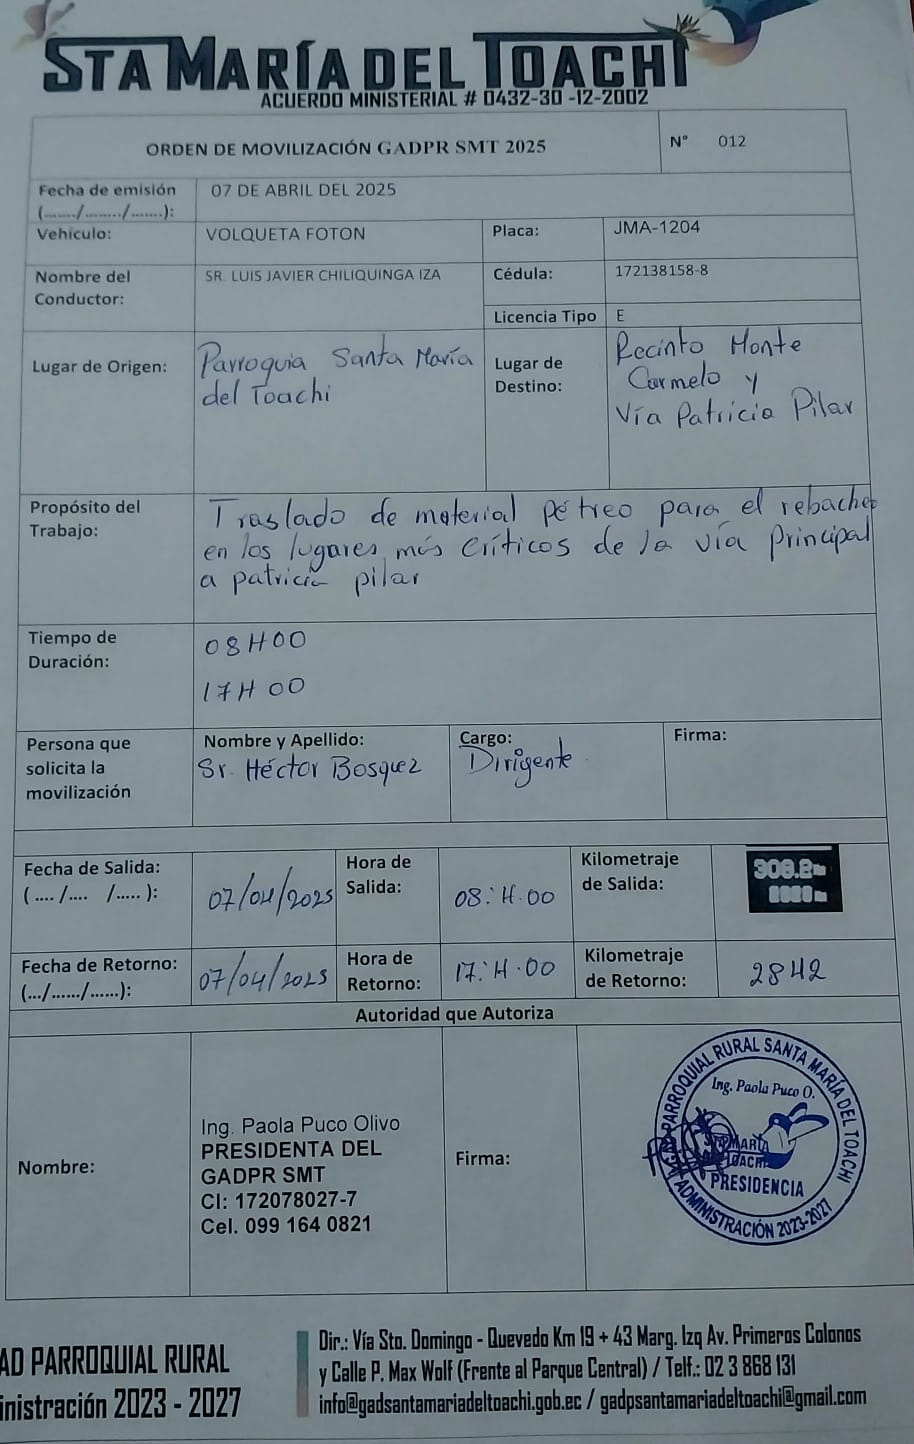 STA MARÍA DEL TOACHI
ACUERDO MINISTERIAL # 0432-30 -12-2002
ORDEN DE MOVILIZACIÓN GADPR SMT 2025
N° 012
Fecha de emisión
(......./......../.......):
07 DE ABRIL DEL 2025
Vehículo:
VOLQUETA FOTON
Placa:
JMA-1204
Nombre del
Conductor:
SR. LUIS JAVIER CHILIQUINGA IZA
Cédula:
172138158-8
Licencia Tipo
E
Lugar de Origen:
Parroquia Santa María
del Toachi
Lugar de
Destino:
Recinto Monte
Carmelo y
Vía Patricia Pilar
Propósito del
Trabajo:
Traslado de material pétreo para el rebacheo
en los lugares más críticos de la vía principal
a patricia pilar
Tiempo de
Duración:
08H00
17H00
Persona que
solicita la
movilización
Nombre y Apellido:
Sr. Héctor Bosquez
Cargo:
Dirigente
Firma:
Fecha de Salida:
( .... /.... /..... ):
07/04/2025
Hora de
Salida:
08:H.00
Kilometraje
de Salida:
Fecha de Retorno:
(.../....../......):
07/04/2025
Hora de
Retorno:
17:H.00
Kilometraje
de Retorno:
2842
Autoridad que Autoriza
Nombre:
Ing. Paola Puco Olivo
PRESIDENTA DEL
GADPR SMT
CI: 172078027-7
Cel. 099 164 0821
Firma:
PARROQUIAL RURAL SANTA MARÍA DEL TOACHI
Ing. Paola Puco O.
STA MARÍA
TOACHI
PRESIDENCIA
ADMINISTRACIÓN 2023-2027
AD PARROQUIAL RURAL
inistración 2023 - 2027
Dir.: Vía Sto. Domingo - Quevedo Km 19 + 43 Marg. Izq Av. Primeros Colonos
y Calle P. Max Wolf (Frente al Parque Central) / Telf.: 02 3 868 131
info@gadsantamariadeltoachi.gob.ec / gadpsantamariadeltoachi@gmail.com